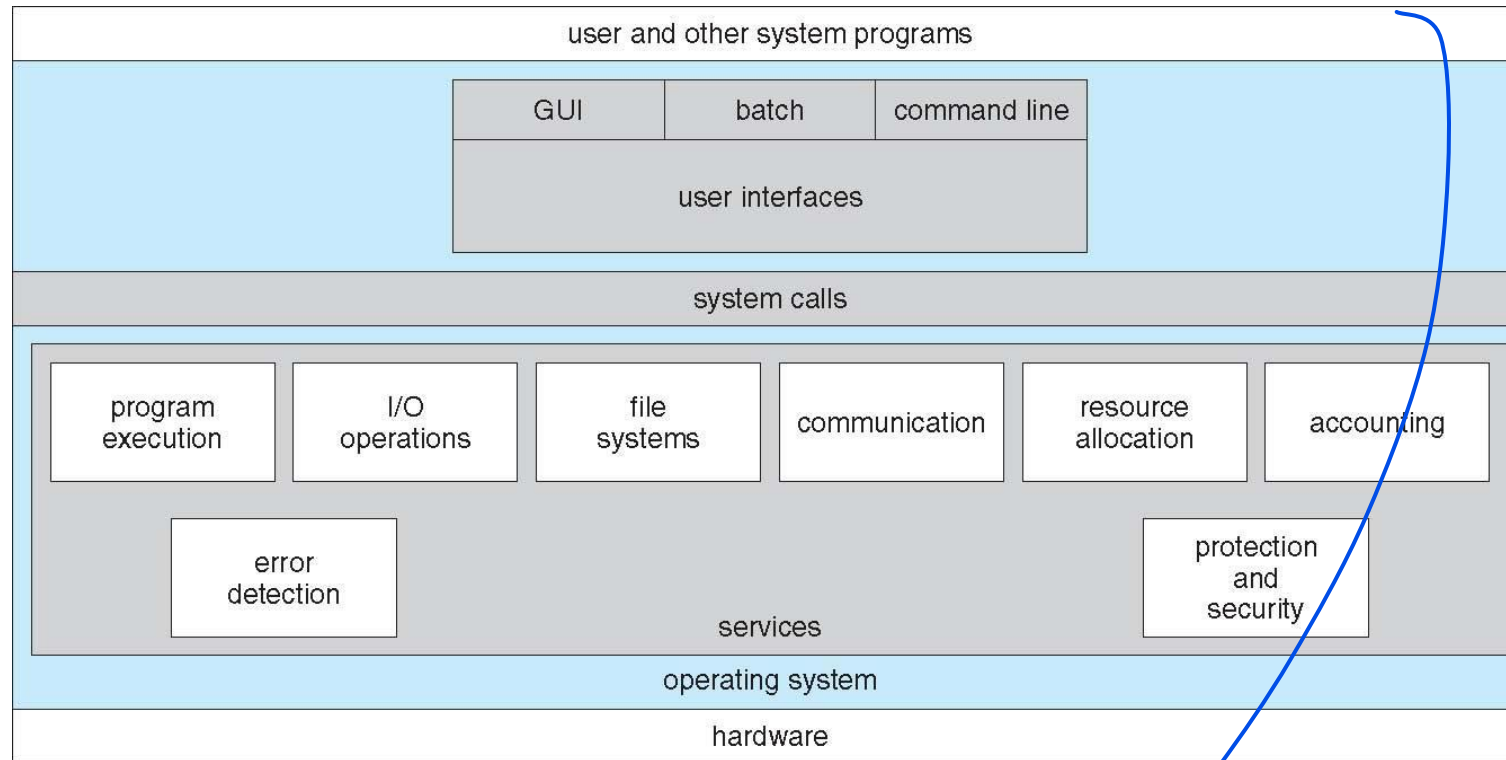 user and other system programs
GUI batch command line
user interfaces
system calls
program
execution
I/O
operations
file
systems
communication
resource
allocation
accounting
error
detection
protection
and
security
services
operating system
hardware